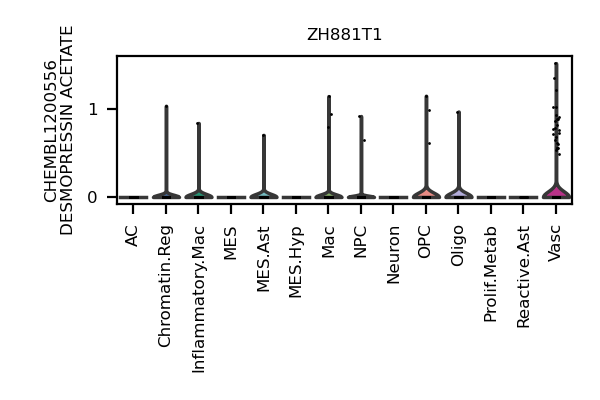 ZH881T1
CHEMBL1200556
DESMOPRESSIN ACETATE
1
0
AC
Chromatin.Reg
Inflammatory.Mac
MES
MES.Ast
MES.Hyp
Mac
NPC
Neuron
OPC
Oligo
Prolif.Metab
Reactive.Ast
Vasc